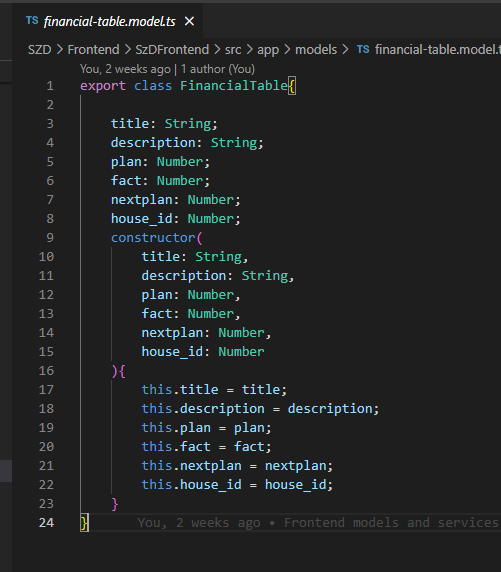 TS financial-table.model.ts ×
SZD > Frontend > SzDFrontend > src > app > models > TS financial-table.model.t
You, 2 weeks ago | 1 author (You)
1 export class FinancialTable{
2
3 title: String;
4 description: String;
5 plan: Number;
6 fact: Number;
7 nextplan: Number;
8 house_id: Number;
9 constructor(
10 title: String,
11 description: String,
12 plan: Number,
13 fact: Number,
14 nextplan: Number,
15 house_id: Number
16 ){
17 this.title = title;
18 this.description = description;
19 this.plan = plan;
20 this.fact = fact;
21 this.nextplan = nextplan;
22 this.house_id = house_id;
23 }
24 } You, 2 weeks ago • Frontend models and services